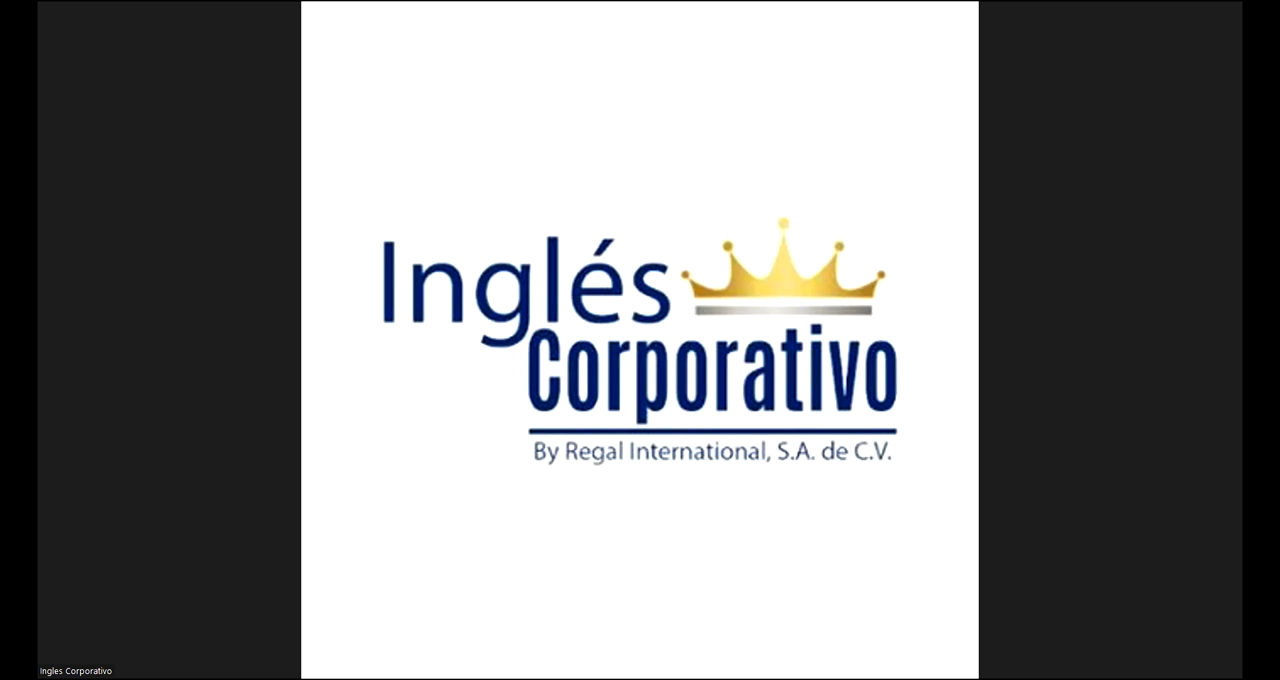 Inglés
Corporativo
By Regal International, S.A. de C.V.
Ingles Corporativo